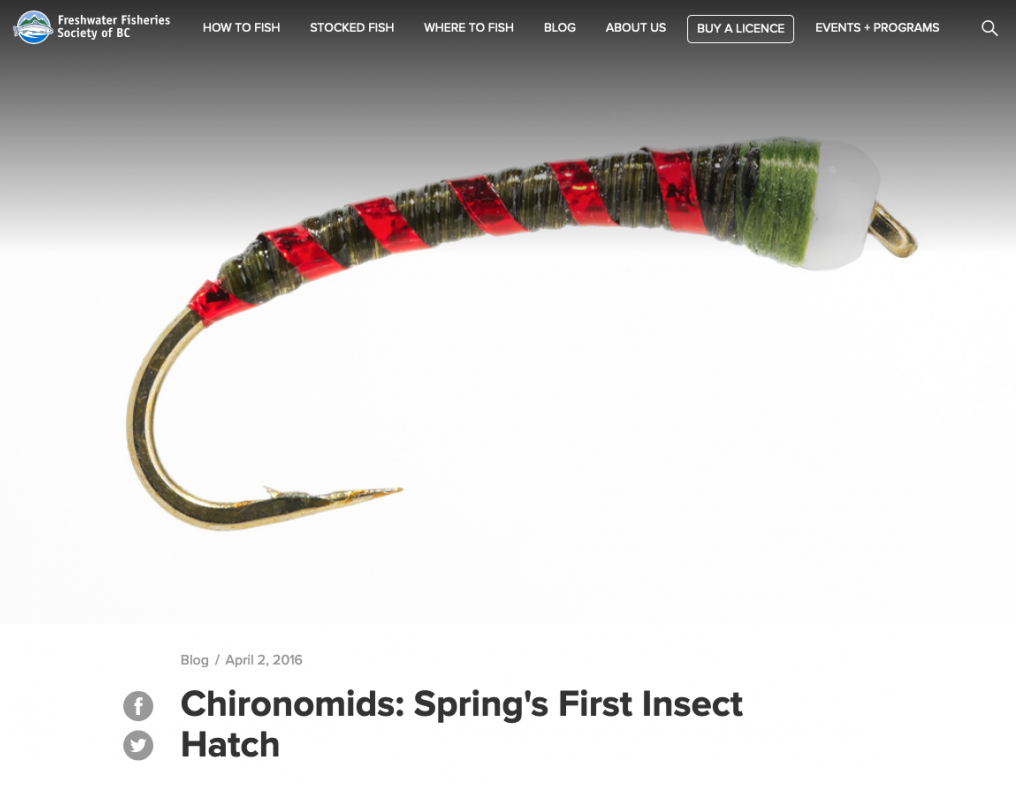 Freshwater Fisheries
Society of BC
HOW TO FISH
STOCKED FISH
WHERE TO FISH
BLOG
ABOUT US
BUY A LICENCE
EVENTS + PROGRAMS
Blog / April 2, 2016
Chironomids: Spring's First Insect
Hatch